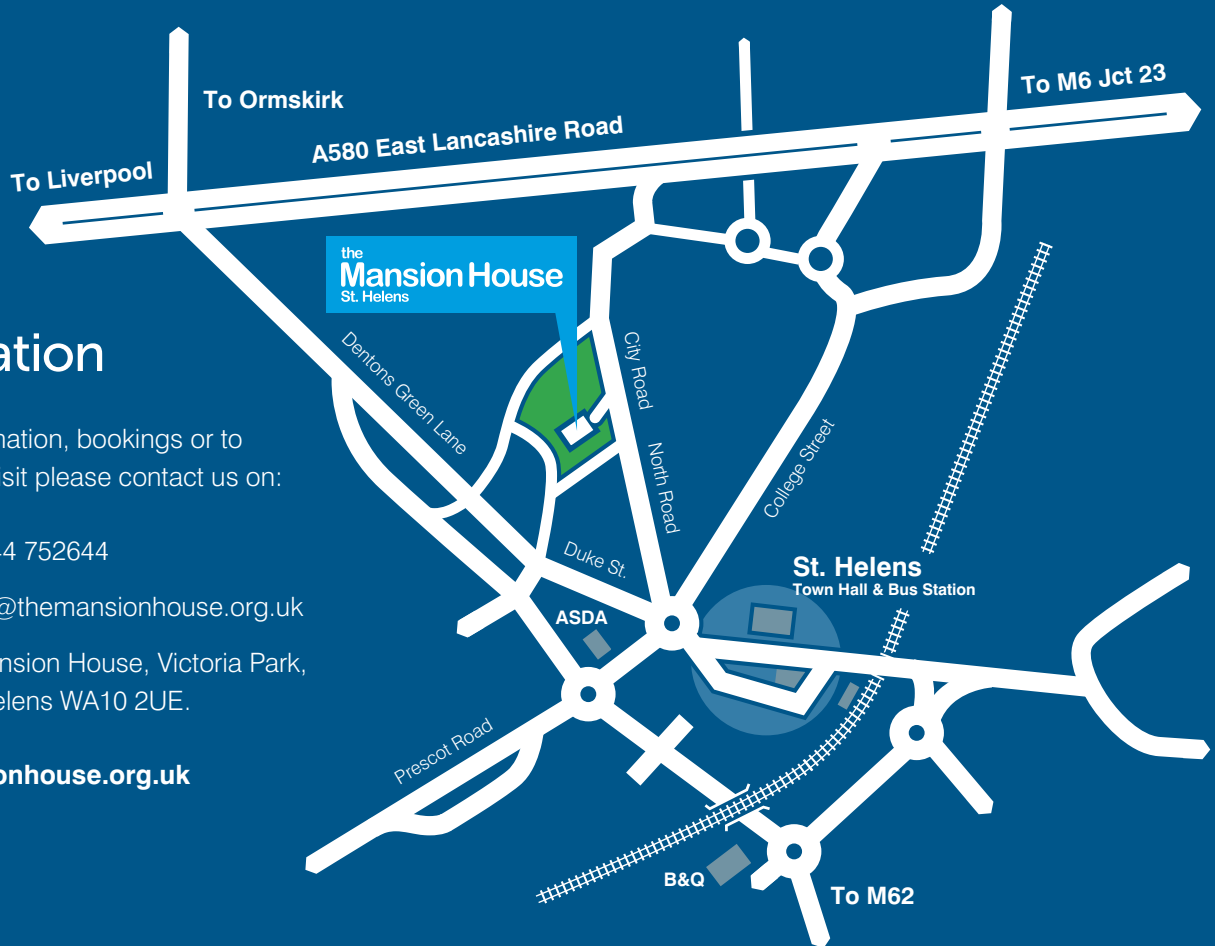 To Ormskirk
To M6 Jct 23
A580 East Lancashire Road
To Liverpool
the
Mansion House
St. Helens
ation
Dentons Green Lane
City Road
nation, bookings or to
isit please contact us on:
North Road
College Street
44 752644
Duke St.
St. Helens
Town Hall & Bus Station
@themansionhouse.org.uk
ASDA
nsion House, Victoria Park,
elens WA10 2UE.
Prescot Road
onhouse.org.uk
B&Q
To M62